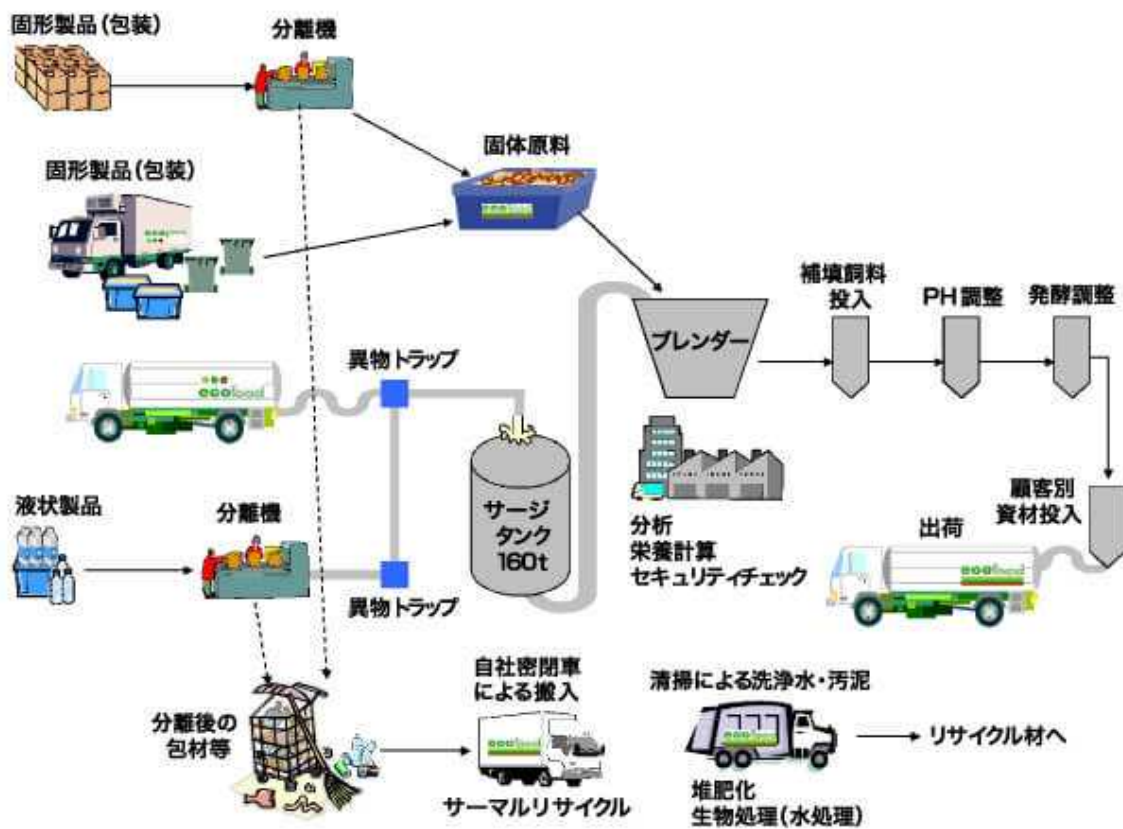 固形製品(包装)
分離機
固体原料
固形製品(包装)
補填飼料
投入
PH調整
発酵調整
ブレンダー
異物トラップ
ecofood
サージ
タンク
160t
液状製品
分離機
異物トラップ
分析
栄養計算
セキュリティチェック
顧客別
資材投入
出荷
ecofood
分離後の
包材等
自社密閉車
による搬入
ecofood
サーマルリサイクル
清掃による洗浄水・汚泥
ecofood
リサイクル材へ
堆肥化
生物処理(水処理)